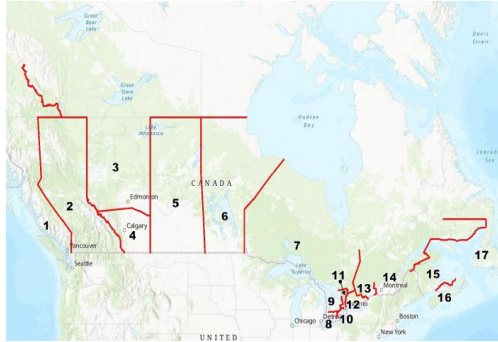 Great
Bear
Lake
Davis
Strait
Great
Slave
Lake
Hudson
Bay
Lake
Athabasca
Labrador
Sea
3
Edmonton
CANADA
2
5
1
6
4
Calgary
Vancouver
Seattle
7
17
Lake
Superior
11
13
14
15
Montreal
16
9
12
10
8
Detroit
Chicago
Boston
New York
UNITED